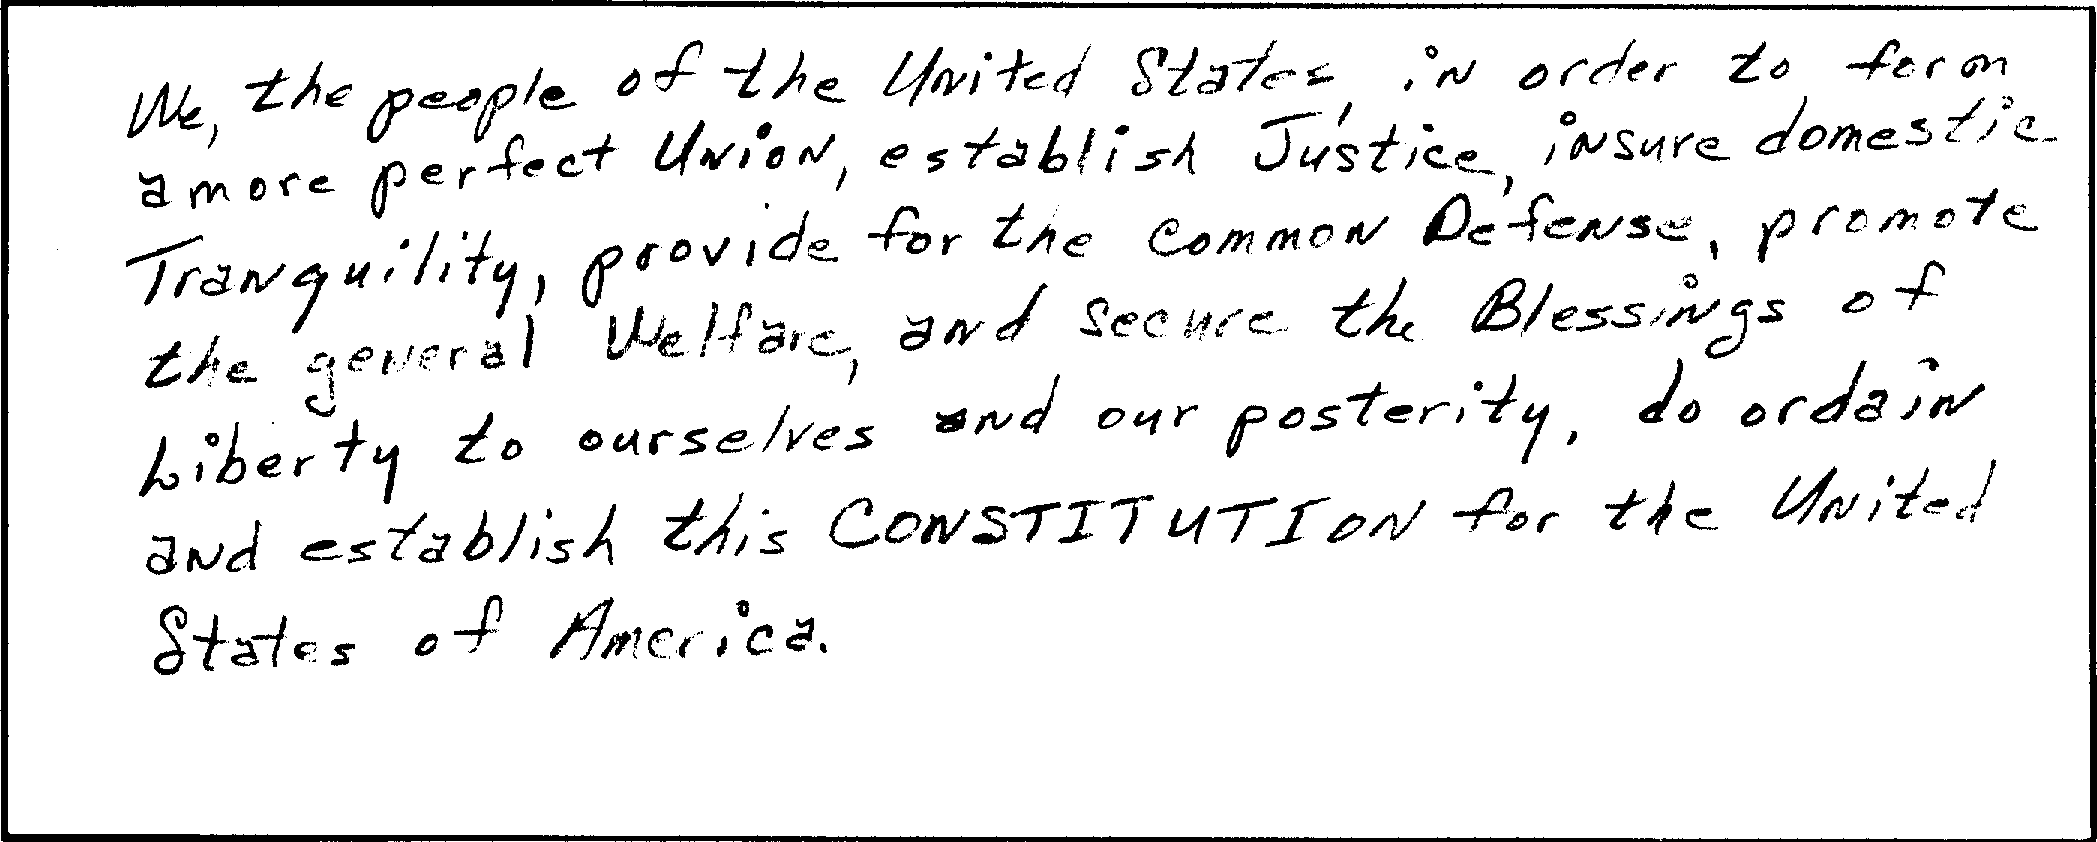 We, the people of the United States, in order to form
a more perfect Union, establish Justice, insure domestic
Tranquility, provide for the common Defense, promote
the general Welfare, and secure the Blessings of
Liberty to ourselves and our posterity, do ordain
and establish this CONSTITUTION for the United
States of America.